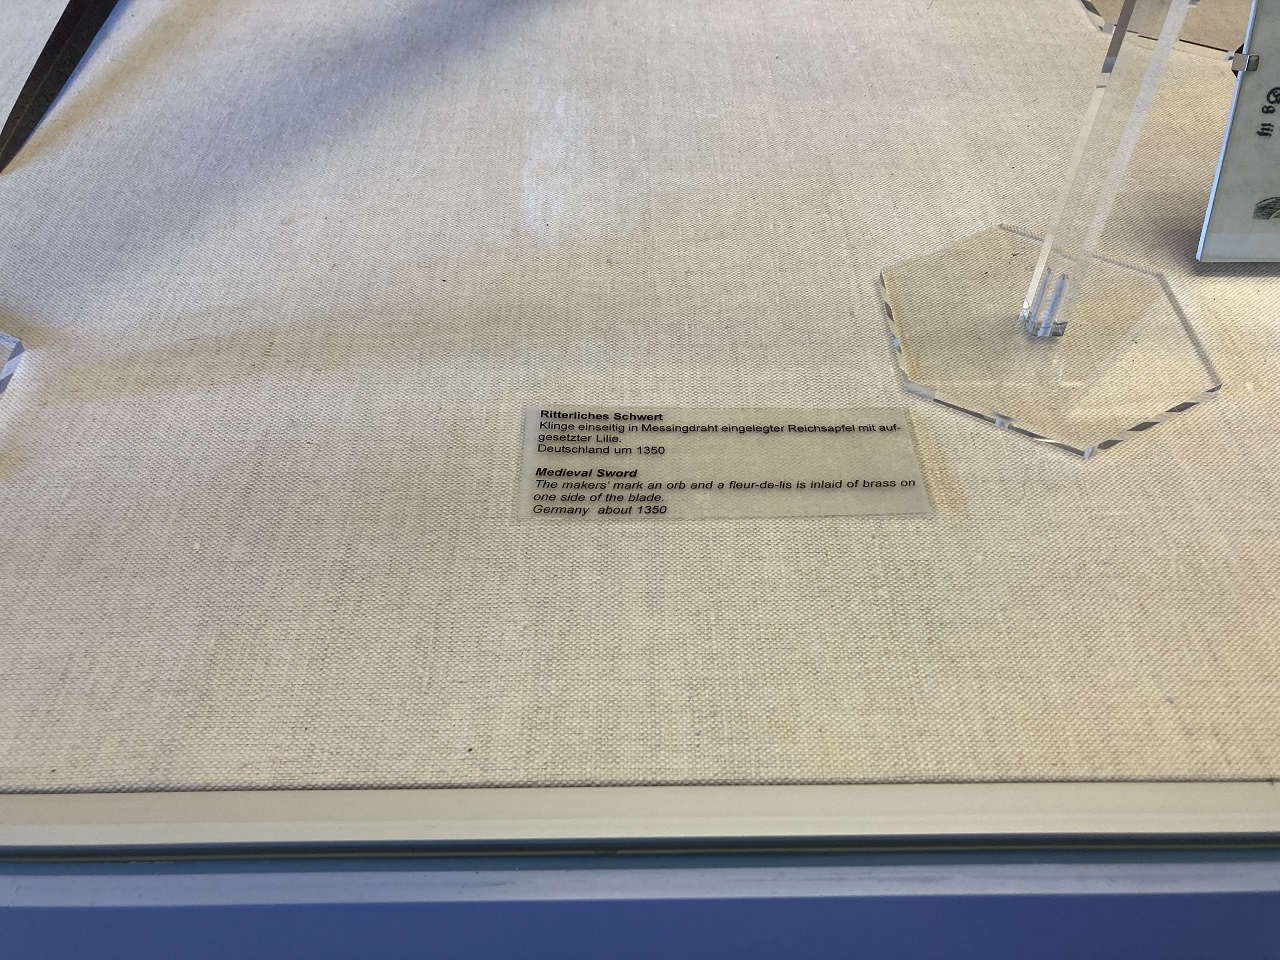 Ritterliches Schwert
Klinge einseitig in Messingdraht eingelegter Reichsapfel mit auf-
gesetzter Lilie.
Deutschland um 1350
Medieval Sword
The makers' mark an orb and a fleur-de-lis is inlaid of brass on
one side of the blade.
Germany about 1350